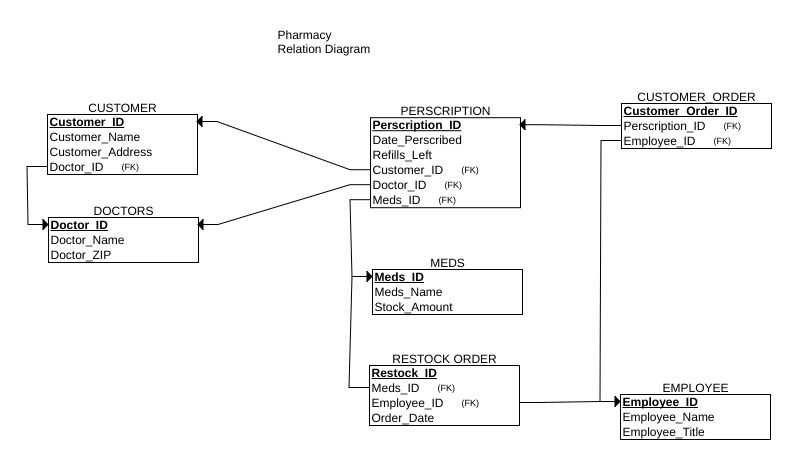 Pharmacy
Relation Diagram
CUSTOMER
Customer_ID
Customer_Name
Customer_Address
Doctor_ID (FK)
DOCTORS
Doctor_ID
Doctor_Name
Doctor_ZIP
PERSCRIPTION
Perscription_ID
Date_Perscribed
Refills_Left
Customer_ID (FK)
Doctor_ID (FK)
Meds_ID (FK)
MEDS
Meds_ID
Meds_Name
Stock_Amount
RESTOCK ORDER
Restock_ID
Meds_ID (FK)
Employee_ID (FK)
Order_Date
CUSTOMER_ORDER
Customer_Order_ID
Perscription_ID (FK)
Employee_ID (FK)
EMPLOYEE
Employee_ID
Employee_Name
Employee_Title